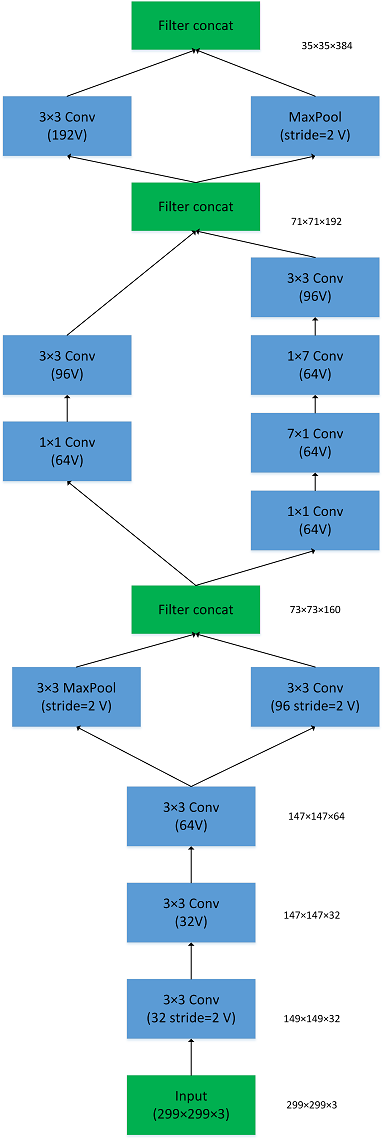 Filter concat
35×35×384
3×3 Conv
(192V)
MaxPool
(stride=2 V)
Filter concat
71×71×192
3×3 Conv
(96V)
3×3 Conv
(96V)
1×7 Conv
(64V)
1×1 Conv
(64V)
7×1 Conv
(64V)
1×1 Conv
(64V)
Filter concat
73×73×160
3×3 MaxPool
(stride=2 V)
3×3 Conv
(96 stride=2 V)
3×3 Conv
(64V)
147×147×64
3×3 Conv
(32V)
147×147×32
3×3 Conv
(32 stride=2 V)
149×149×32
Input
(299×299×3)
299×299×3